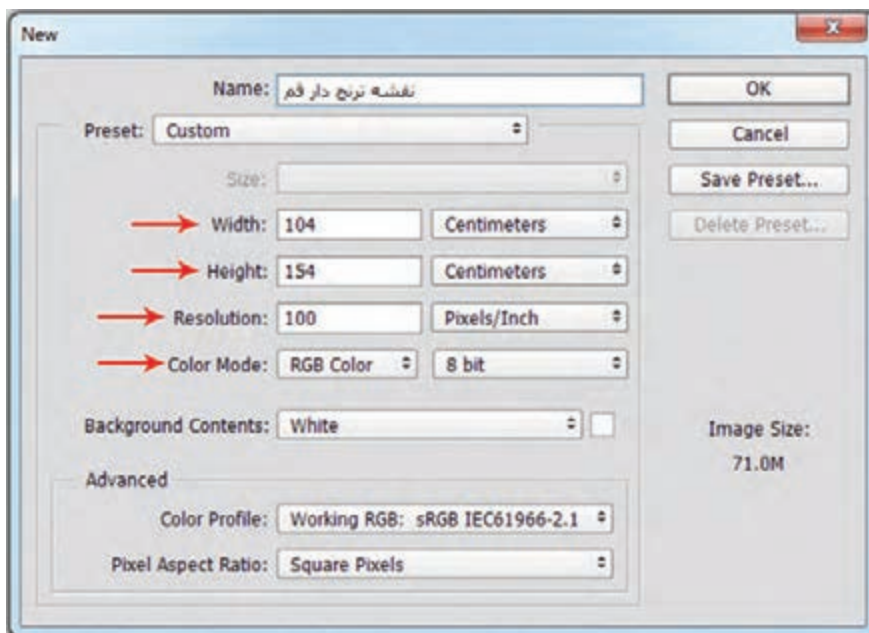 New
Name: نقشه ترنج دار قم
OK
Preset: Custom
Cancel
Size:
Save Preset...
Width: 104 Centimeters
Delete Preset...
Height: 154 Centimeters
Resolution: 100 Pixels/Inch
Color Mode: RGB Color 8 bit
Background Contents: White
Image Size:
71.0M
Advanced
Color Profile: Working RGB: sRGB IEC61966-2.1
Pixel Aspect Ratio: Square Pixels